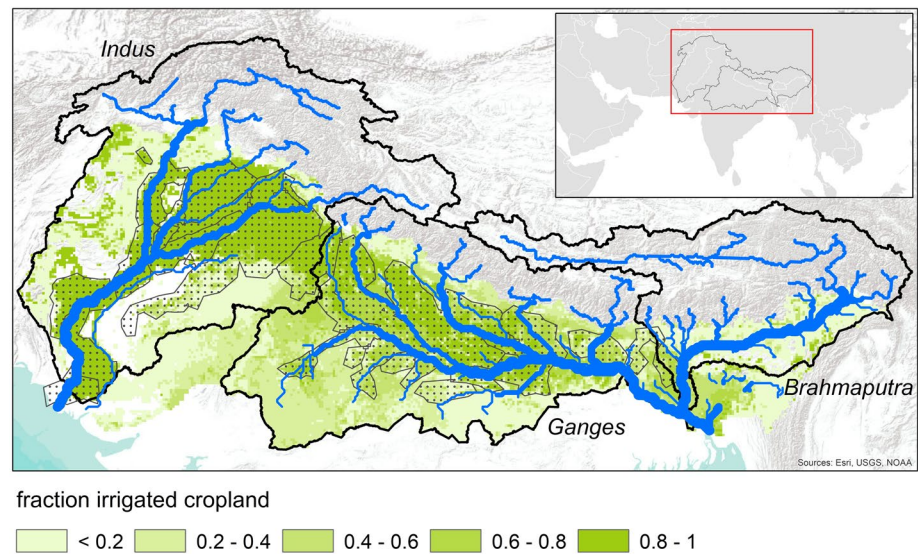 Indus
Brahmaputra
Ganges
Sources: Esri, USGS, NOAA
fraction irrigated cropland
< 0.2
0.2 - 0.4
0.4 - 0.6
0.6 - 0.8
0.8 - 1